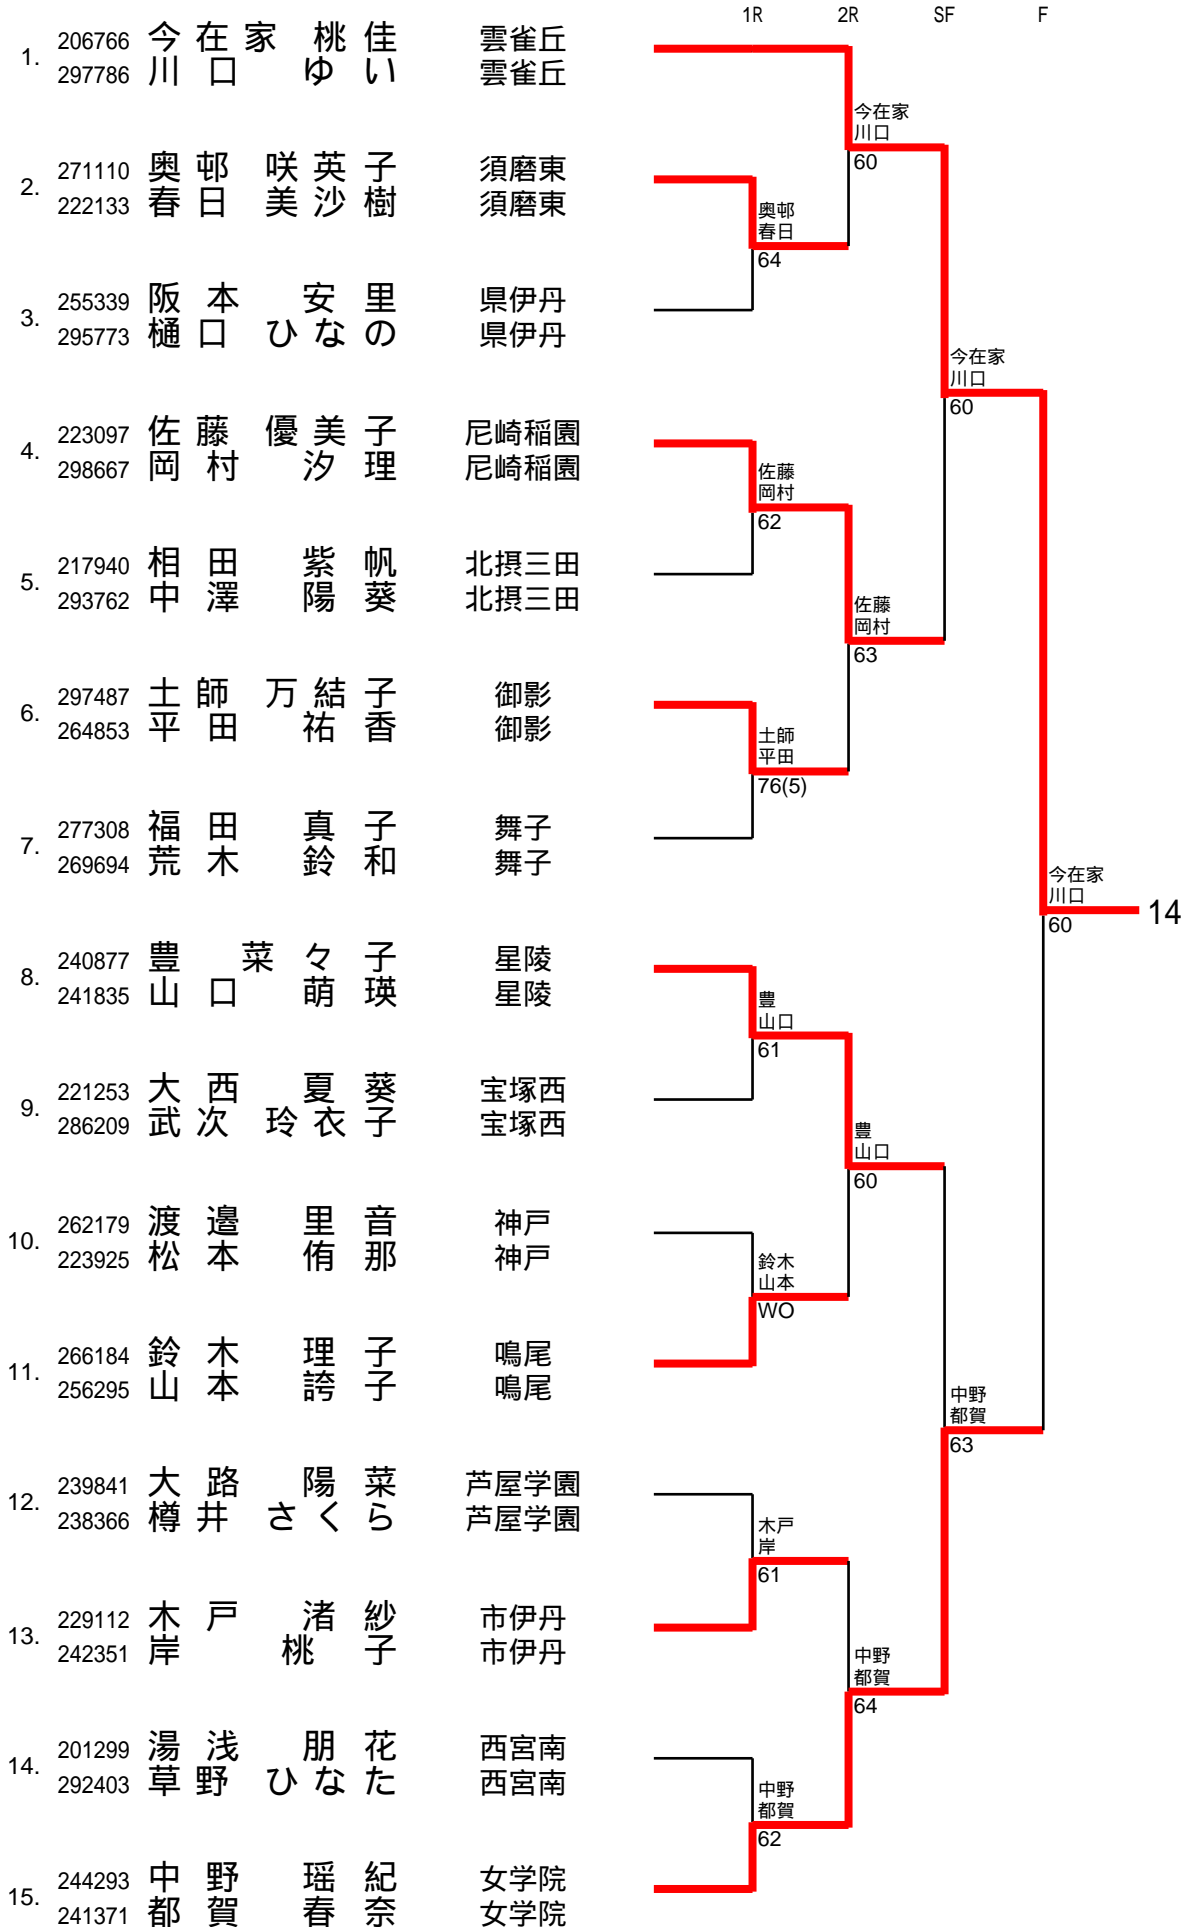 1R 2R SF F
1. 206766 今在家 桃佳 雲雀丘
297786 川口 ゆい 雲雀丘
今在家
川口
60
2. 271110 奥邨 咲英子 須磨東
222133 春日 美沙樹 須磨東
奥邨
春日
64
3. 255339 阪本 安里 県伊丹
295773 樋口 ひなの 県伊丹
今在家
川口
60
4. 223097 佐藤 優美子 尼崎稲園
298667 岡村 汐理 尼崎稲園
佐藤
岡村
62
5. 217940 相田 紫帆 北摂三田
293762 中澤 陽葵 北摂三田
佐藤
岡村
63
6. 297487 土師 万結子 御影
264853 平田 祐香 御影
土師
平田
76(5)
7. 277308 福田 真子 舞子
269694 荒木 鈴和 舞子
今在家
川口
60
14
8. 240877 豊 菜々子 星陵
241835 山口 萌瑛 星陵
豊
山口
61
9. 221253 大西 夏葵 宝塚西
286209 武次 玲衣子 宝塚西
豊
山口
60
10. 262179 渡邉 里音 神戸
223925 松本 侑那 神戸
鈴木
山本
WO
11. 266184 鈴木 理子 鳴尾
256295 山本 誇子 鳴尾
中野
都賀
63
12. 239841 大路 陽菜 芦屋学園
238366 樽井 さくら 芦屋学園
木戸
岸
61
13. 229112 木戸 渚紗 市伊丹
242351 岸 桃子 市伊丹
中野
都賀
64
14. 201299 湯浅 朋花 西宮南
292403 草野 ひなた 西宮南
中野
都賀
62
15. 244293 中野 瑶紀 女学院
241371 都賀 春奈 女学院